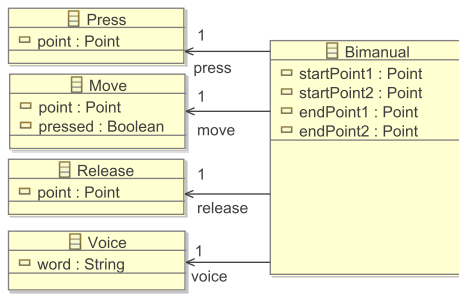 Press
point : Point
1
press
Move
point : Point
pressed : Boolean
1
move
Release
point : Point
1
release
Voice
word : String
1
voice
Bimanual
startPoint1 : Point
startPoint2 : Point
endPoint1 : Point
endPoint2 : Point